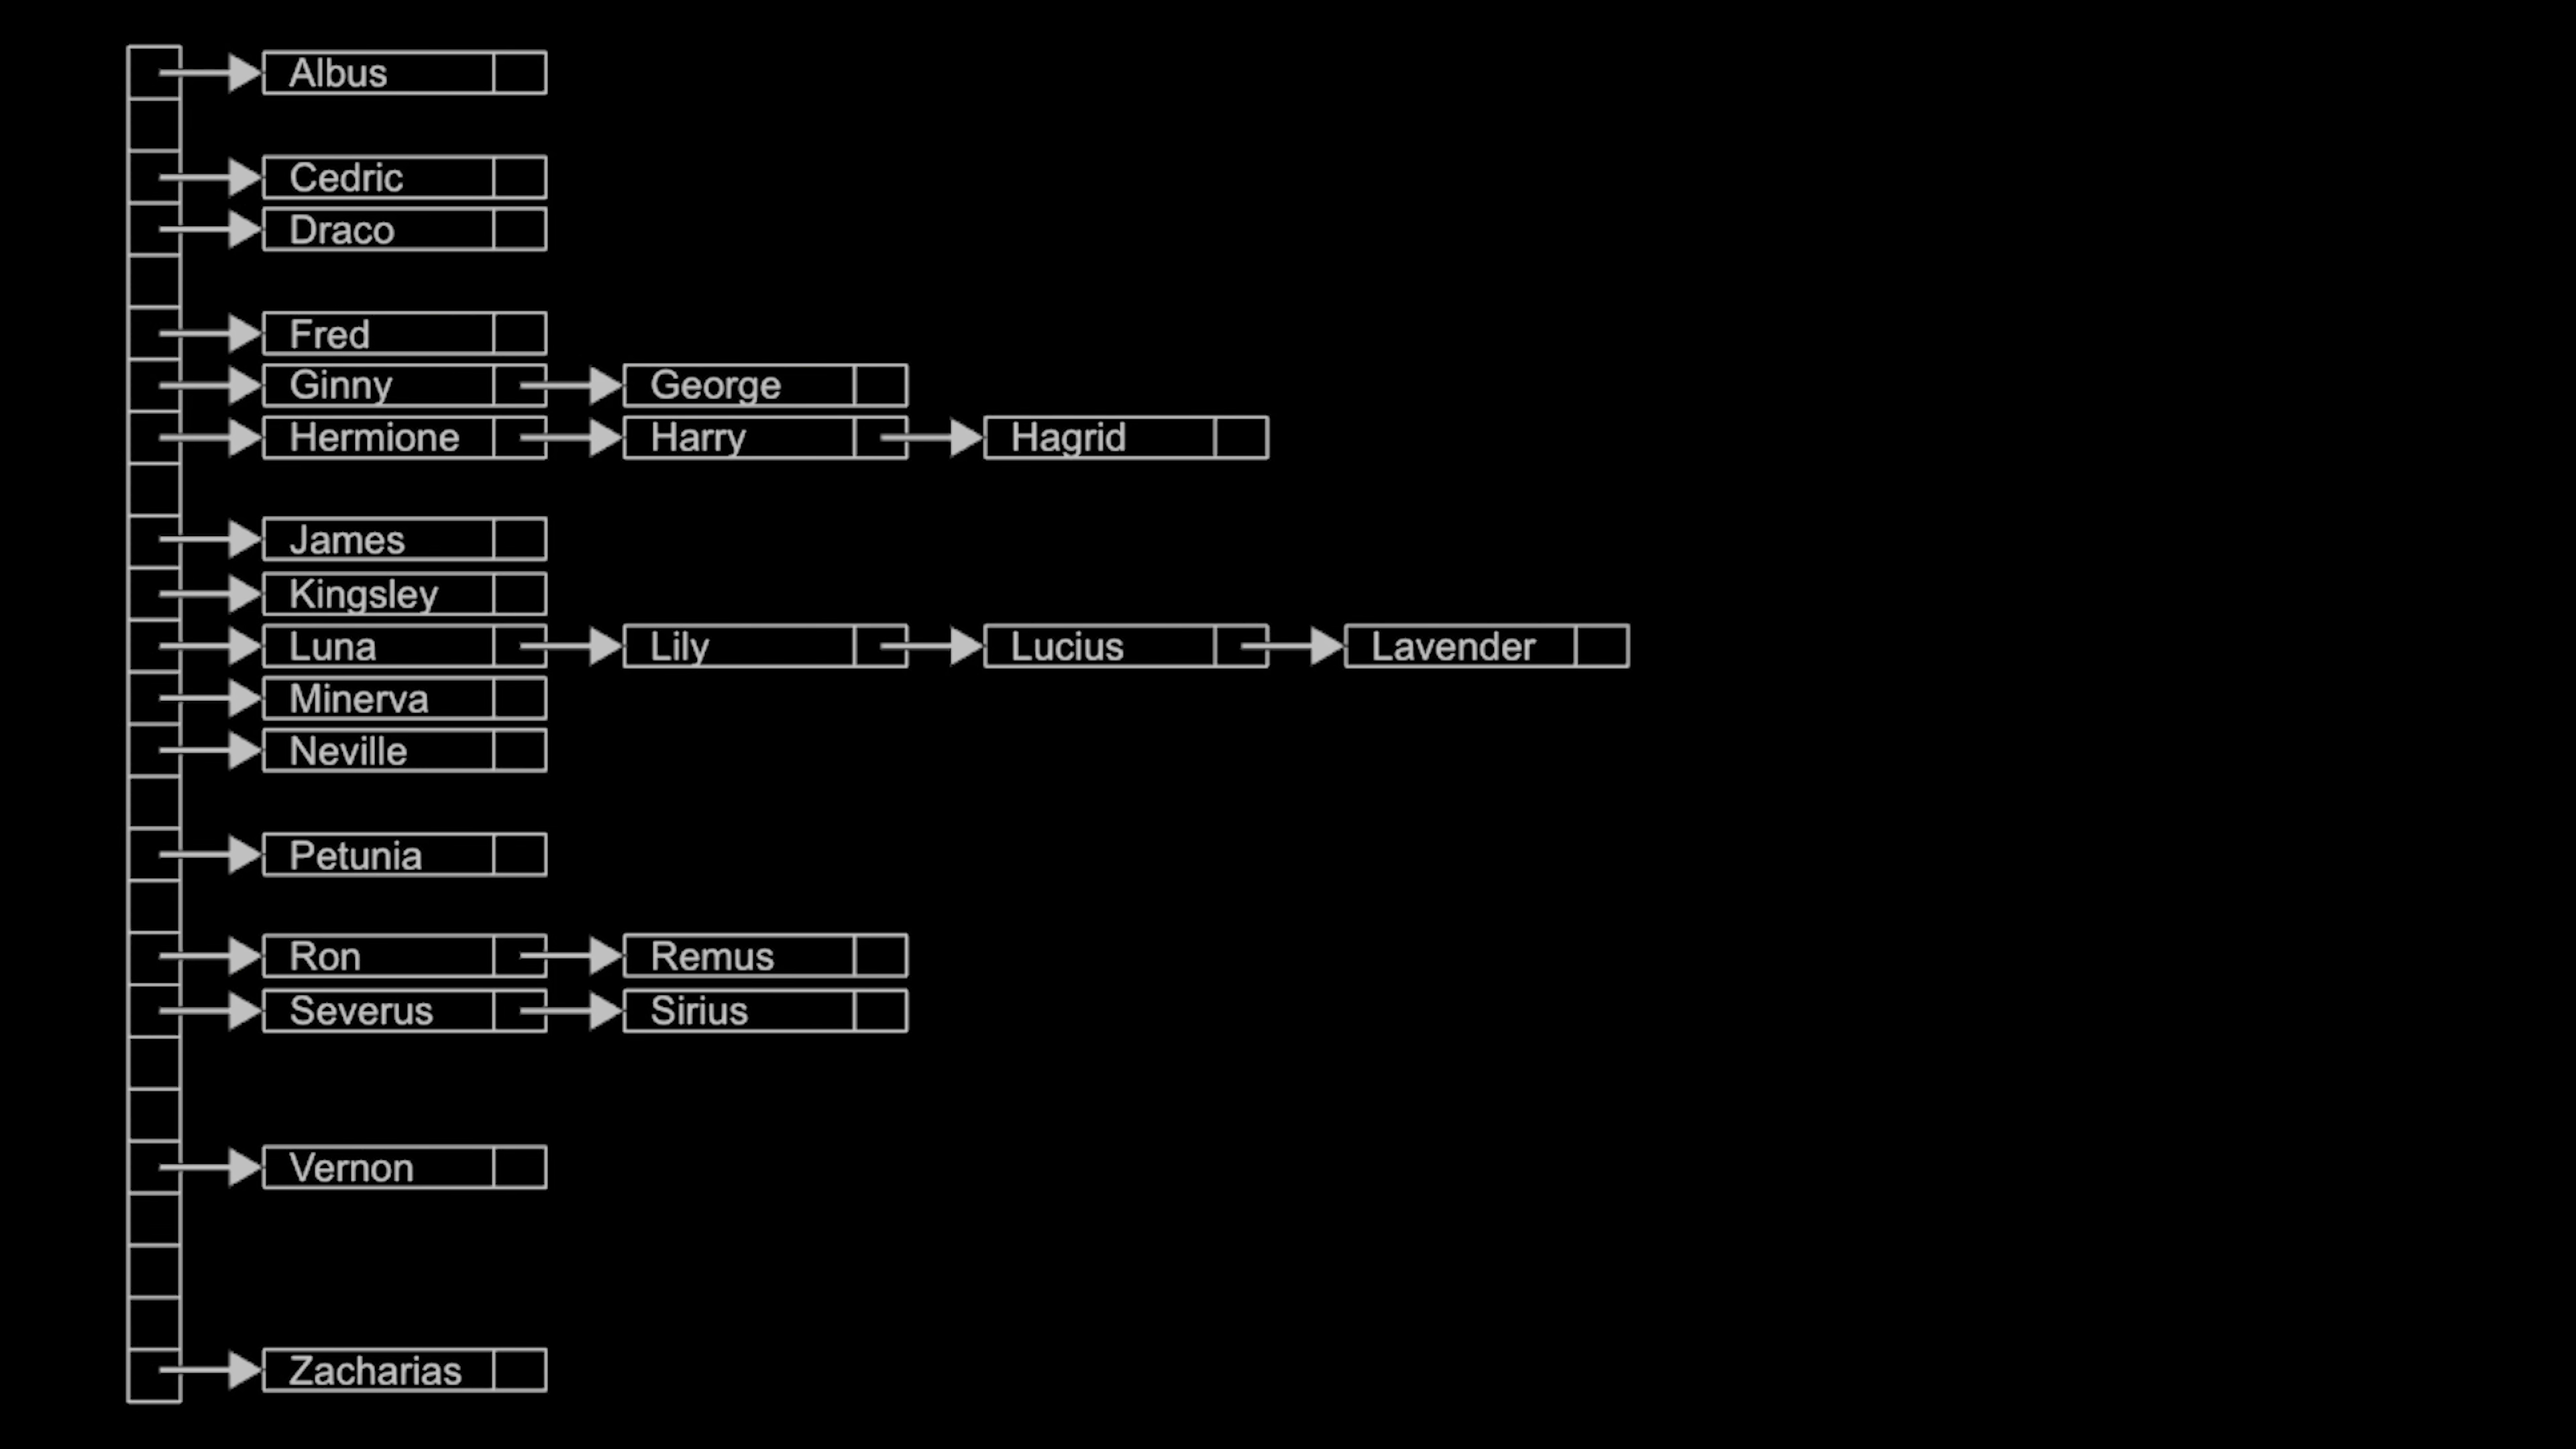 Albus
Cedric
Draco
Fred
Ginny George
Hermione Harry Hagrid
James
Kingsley
Luna Lily Lucius Lavender
Minerva
Neville
Petunia
Ron Remus
Severus Sirius
Vernon
Zacharias